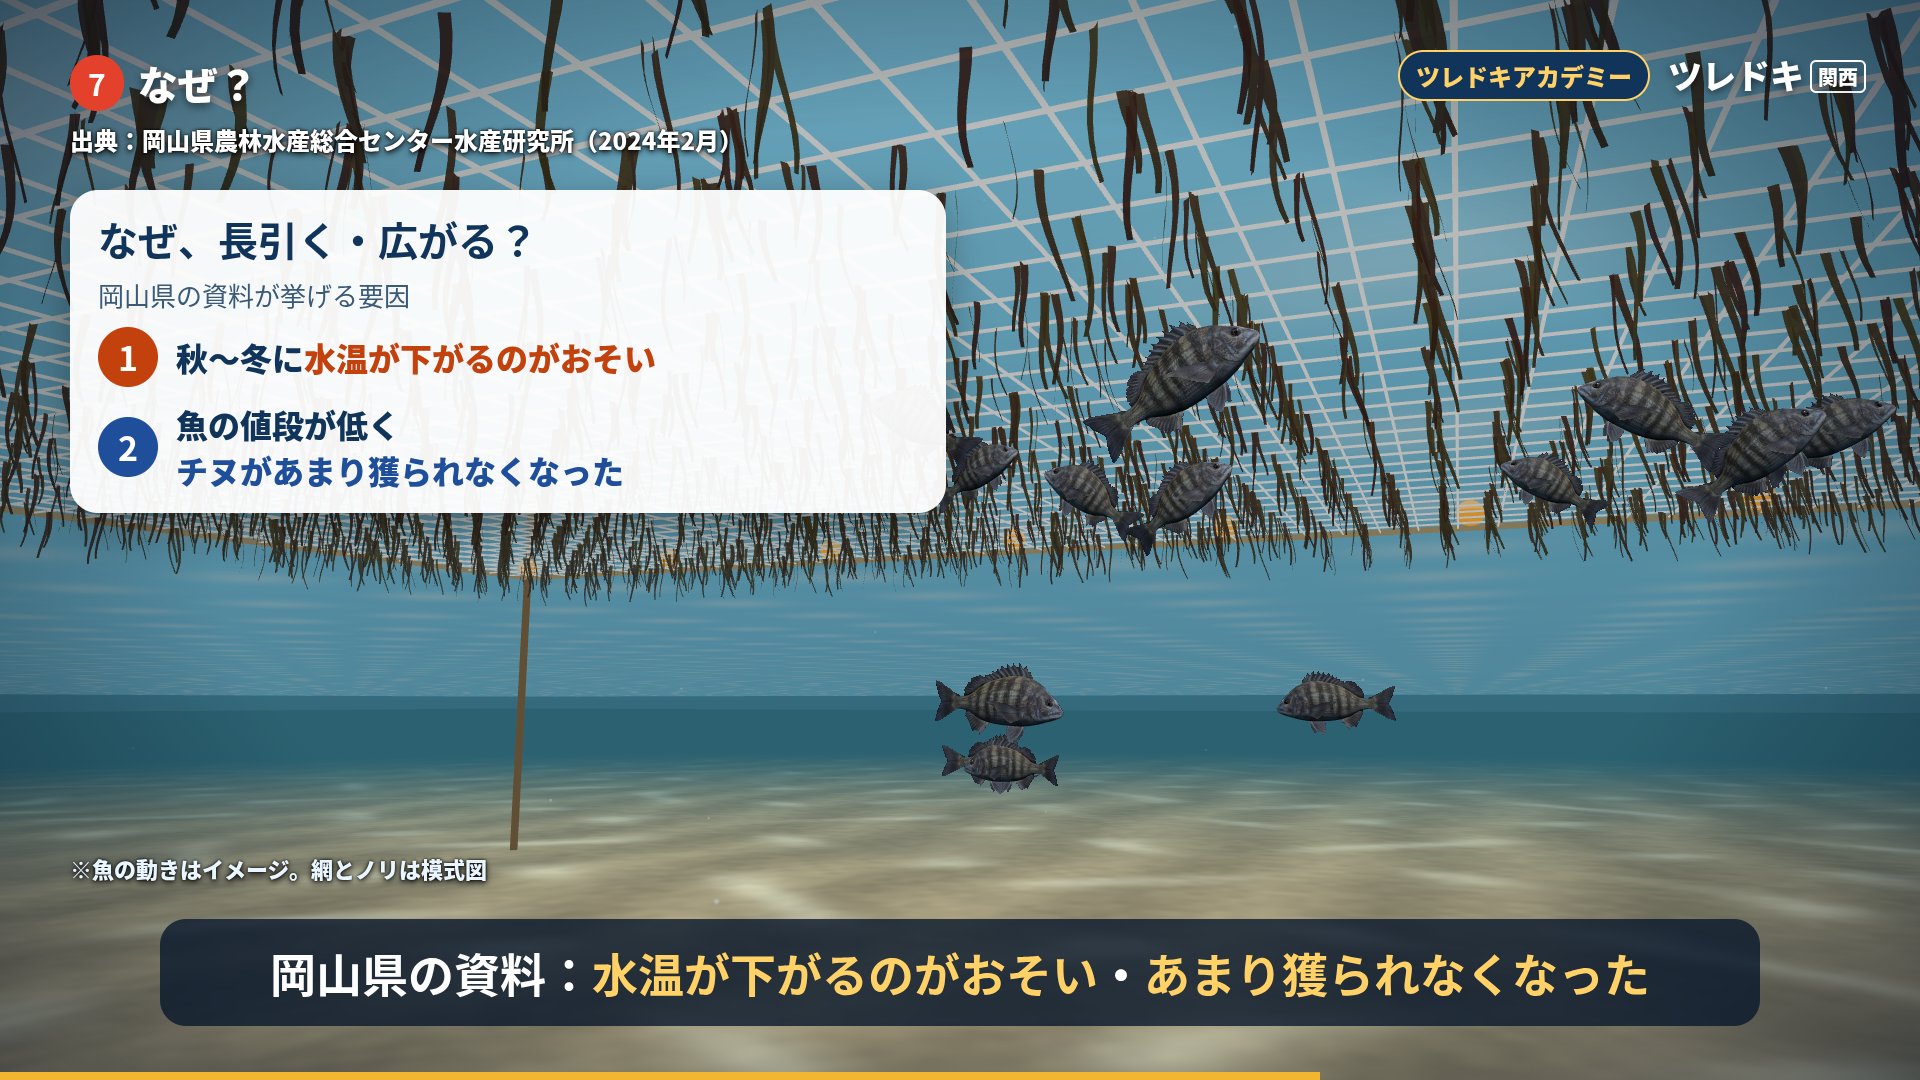 7 なぜ？
ツレドキアカデミー ツレドキ 関西
出典：岡山県農林水産総合センター水産研究所（2024年2月）
なぜ、長引く・広がる？
岡山県の資料が挙げる要因
1 秋〜冬に水温が下がるのがおそい
2 魚の値段が低く
チヌがあまり獲られなくなった
※魚の動きはイメージ。網とノリは模式図
岡山県の資料：水温が下がるのがおそい・あまり獲られなくなった